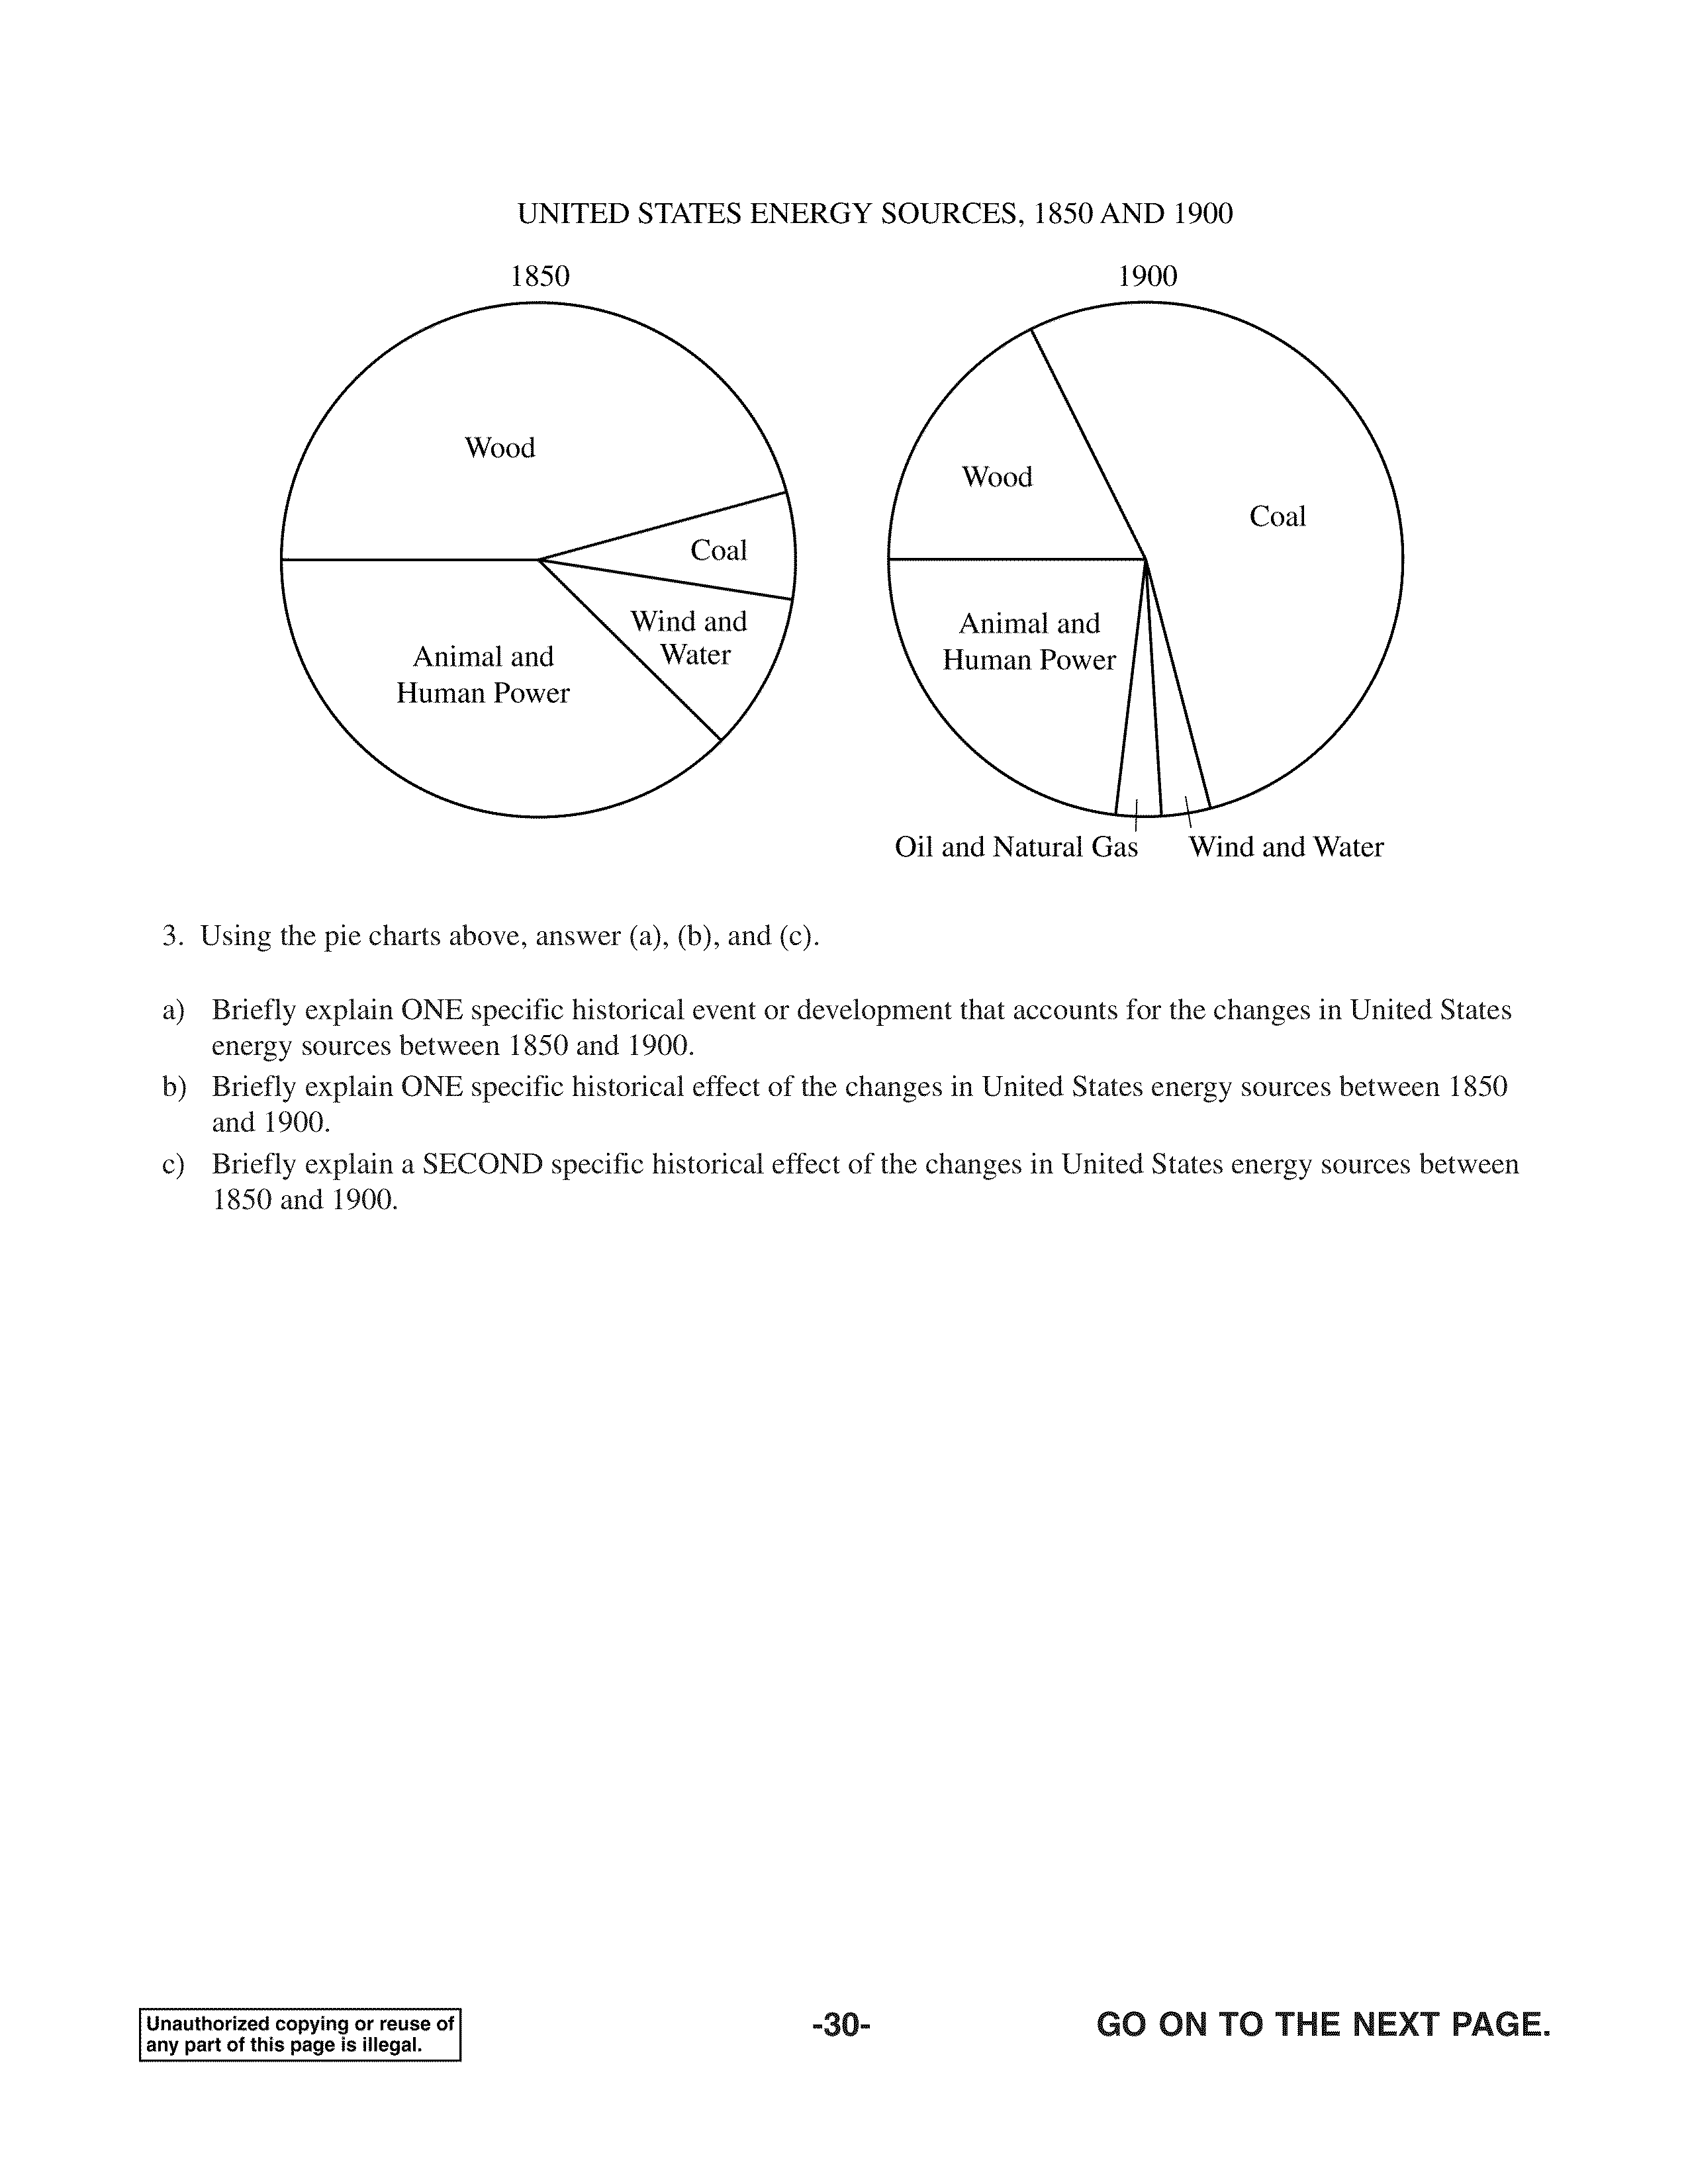 UNITED STATES ENERGY SOURCES, 1850 AND 1900
1850
Wood
Coal
Wind and
Water
Animal and
Human Power
1900
Wood
Coal
Animal and
Human Power
Oil and Natural Gas
Wind and Water
3. Using the pie charts above, answer (a), (b), and (c).
a) Briefly explain ONE specific historical event or development that accounts for the changes in United States
energy sources between 1850 and 1900.
b) Briefly explain ONE specific historical effect of the changes in United States energy sources between 1850
and 1900.
c) Briefly explain a SECOND specific historical effect of the changes in United States energy sources between
1850 and 1900.
Unauthorized copying or reuse of
any part of this page is illegal.
-30-
GO ON TO THE NEXT PAGE.